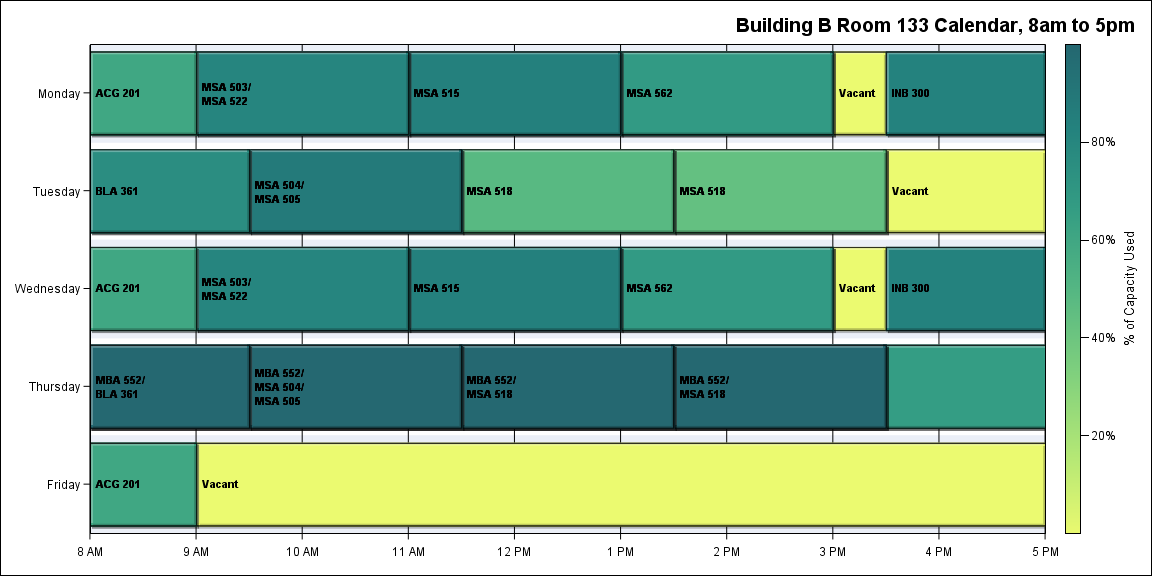 Building B Room 133 Calendar, 8am to 5pm
Monday
ACG 201
MSA 503/
MSA 522
MSA 515
MSA 562
Vacant
INB 300
Tuesday
BLA 361
MSA 504/
MSA 505
MSA 518
MSA 518
Vacant
Wednesday
ACG 201
MSA 503/
MSA 522
MSA 515
MSA 562
Vacant
INB 300
Thursday
MBA 552/
BLA 361
MBA 552/
MSA 504/
MSA 505
MBA 552/
MSA 518
MBA 552/
MSA 518
Friday
ACG 201
Vacant
8 AM
9 AM
10 AM
11 AM
12 PM
1 PM
2 PM
3 PM
4 PM
5 PM
80%
60%
40%
20%
% of Capacity Used